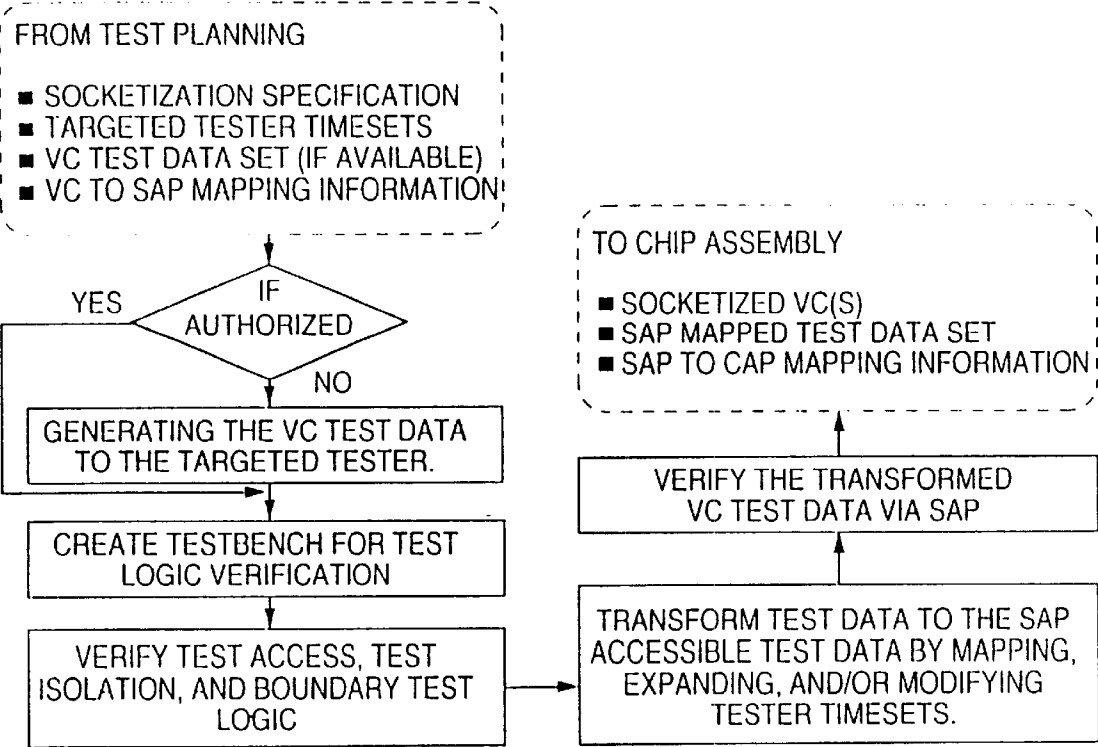 FROM TEST PLANNING
■ SOCKETIZATION SPECIFICATION
■ TARGETED TESTER TIMESETS
■ VC TEST DATA SET (IF AVAILABLE)
■ VC TO SAP MAPPING INFORMATION
IF
AUTHORIZED
YES
NO
GENERATING THE VC TEST DATA
TO THE TARGETED TESTER.
CREATE TESTBENCH FOR TEST
LOGIC VERIFICATION
VERIFY TEST ACCESS, TEST
ISOLATION, AND BOUNDARY TEST
LOGIC
TRANSFORM TEST DATA TO THE SAP
ACCESSIBLE TEST DATA BY MAPPING,
EXPANDING, AND/OR MODIFYING
TESTER TIMESETS.
VERIFY THE TRANSFORMED
VC TEST DATA VIA SAP
TO CHIP ASSEMBLY
■ SOCKETIZED VC(S)
■ SAP MAPPED TEST DATA SET
■ SAP TO CAP MAPPING INFORMATION